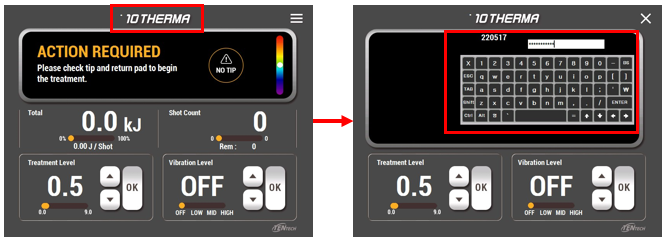 10 THERMA
ACTION REQUIRED
Please check tip and return pad to begin
the treatment.
NO TIP
Total
0.0 kJ
0% 100%
0.00 J / Shot
Shot Count
0
0 0
Rem : 0
Treatment Level
0.5
0.0 9.0
OK
Vibration Level
OFF
OFF LOW MID HIGH
OK
TENTECH
10 THERMA
220517
***********
X 1 2 3 4 5 6 7 8 9 0 - = BS
ESC q w e r t y u i o p [ ]
TAB a s d f g h j k l ; ' ₩
Shift z x c v b n m , . / ENTER
Ctrl Alt
Treatment Level
0.5
0.0 9.0
OK
Vibration Level
OFF
OFF LOW MID HIGH
OK
TENTECH